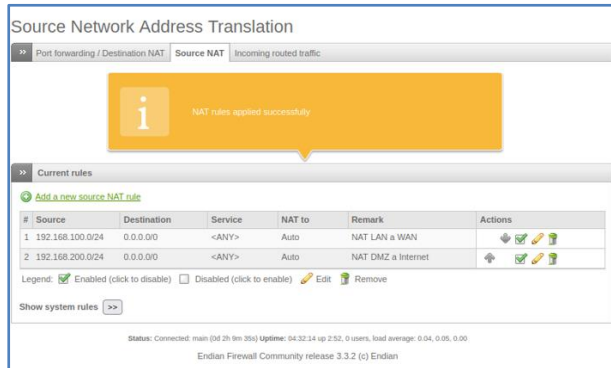 Source Network Address Translation
>> Port forwarding / Destination NAT Source NAT Incoming routed traffic
i NAT rules applied successfully
>> Current rules
Add a new source NAT rule
# Source Destination Service NAT to Remark Actions
1 192.168.100.0/24 0.0.0.0/0 <ANY> Auto NAT LAN a WAN
2 192.168.200.0/24 0.0.0.0/0 <ANY> Auto NAT DMZ a Internet
Legend: Enabled (click to disable) Disabled (click to enable) Edit Remove
Show system rules >>
Status: Connected: main (0d 2h 9m 35s) Uptime: 04:32:14 up 2:52, 0 users, load average: 0.04, 0.05, 0.00
Endian Firewall Community release 3.3.2 (c) Endian